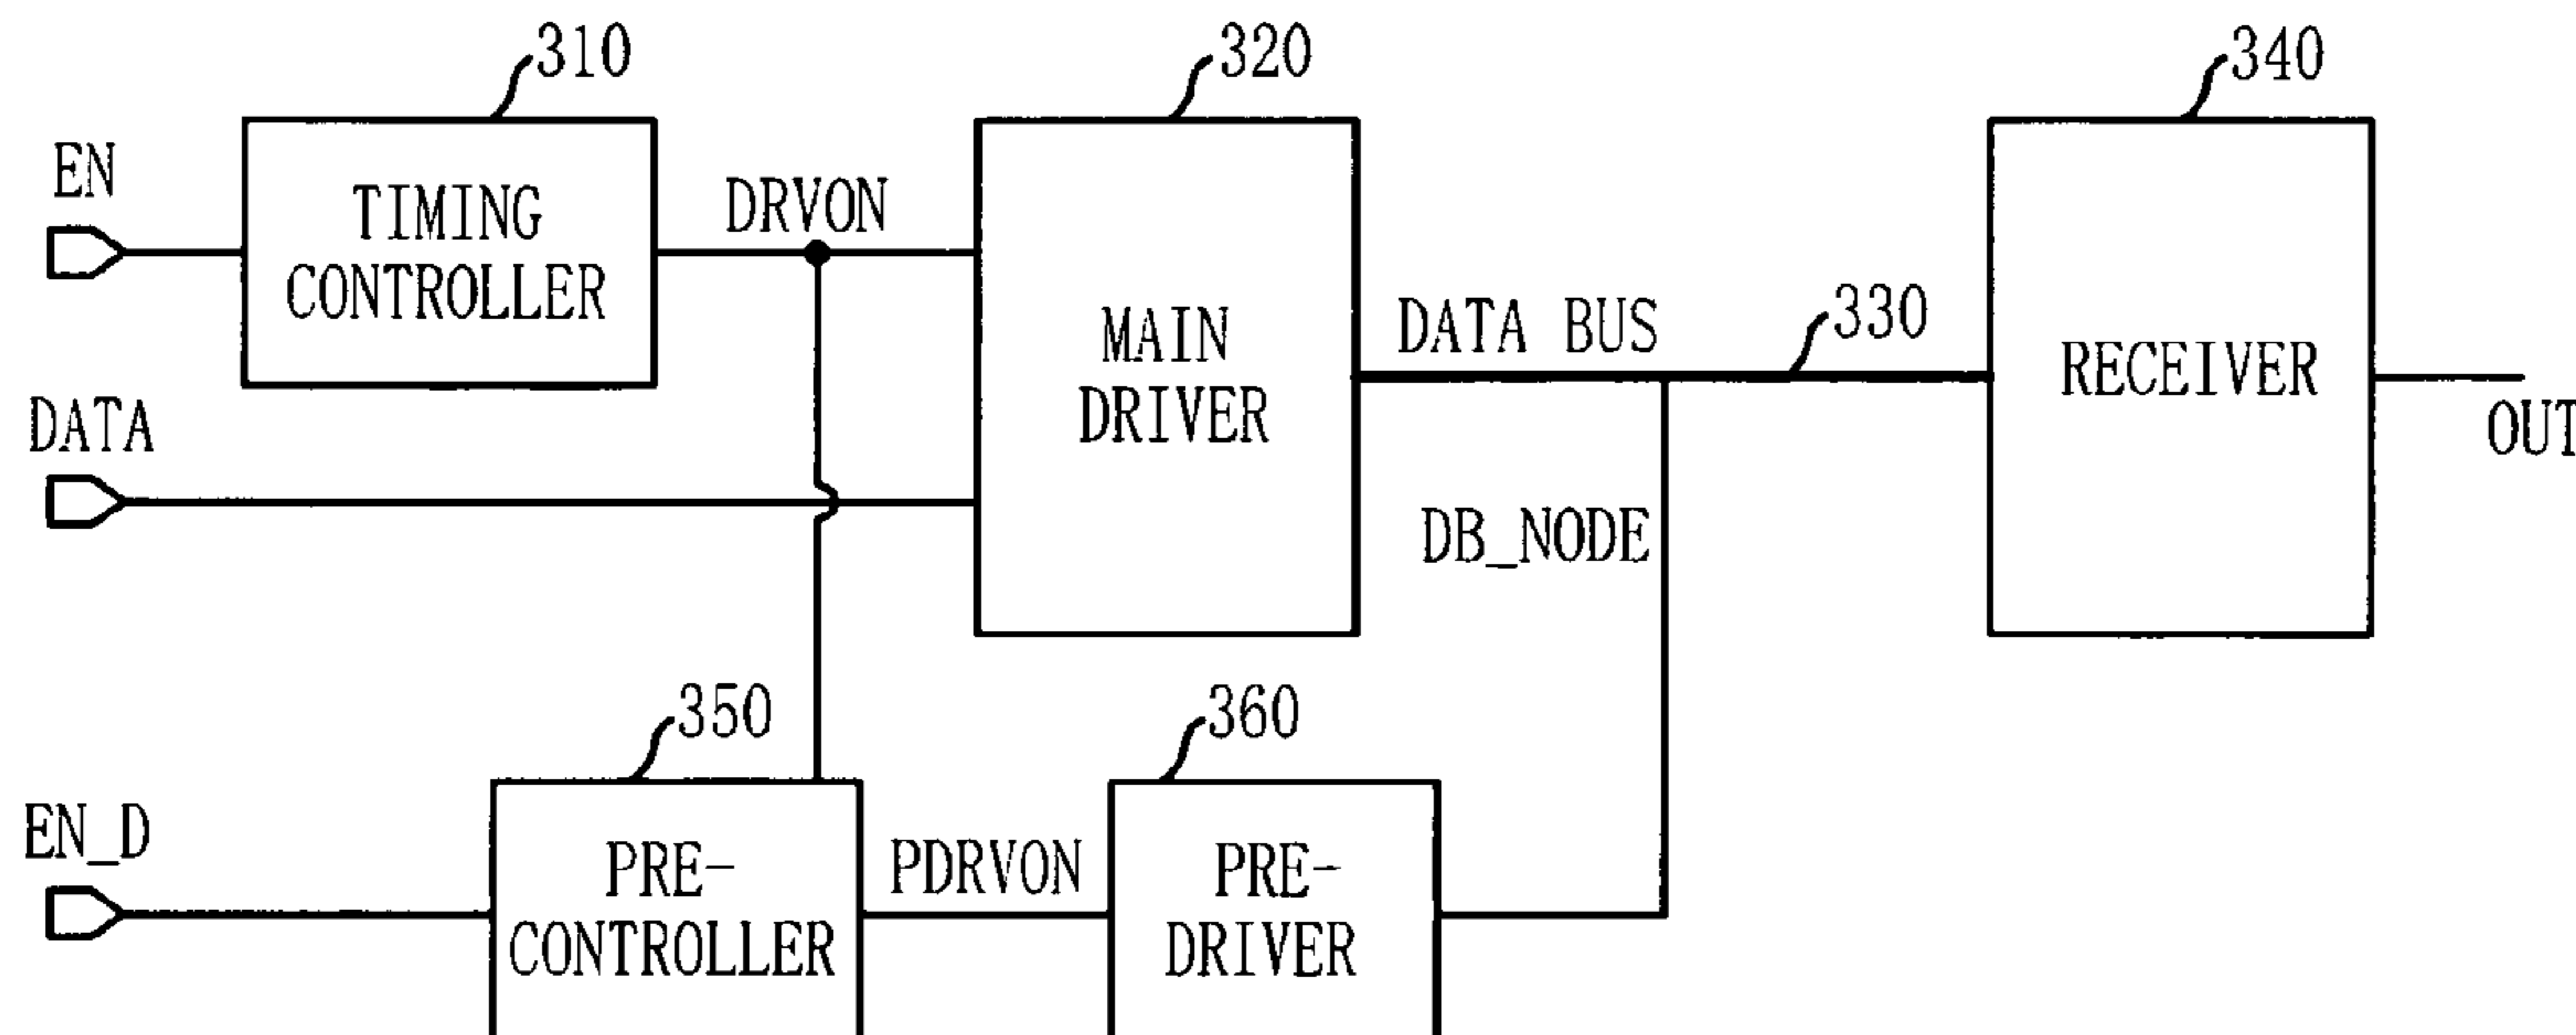 310
320
340
EN
TIMING
CONTROLLER
DRVON
MAIN
DRIVER
DATA BUS
330
RECEIVER
OUT
DATA
DB_NODE
350
360
EN_D
PRE-
CONTROLLER
PDRVON
PRE-
DRIVER